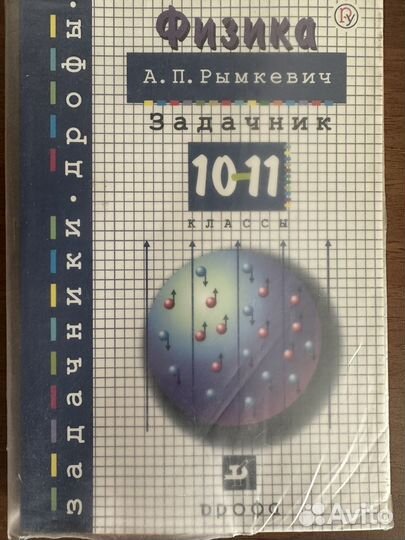 Физика
А.П.Рымкевич
Задачник
10-11
КЛАССЫ
задачники.дрофы.
дрофа
Avito